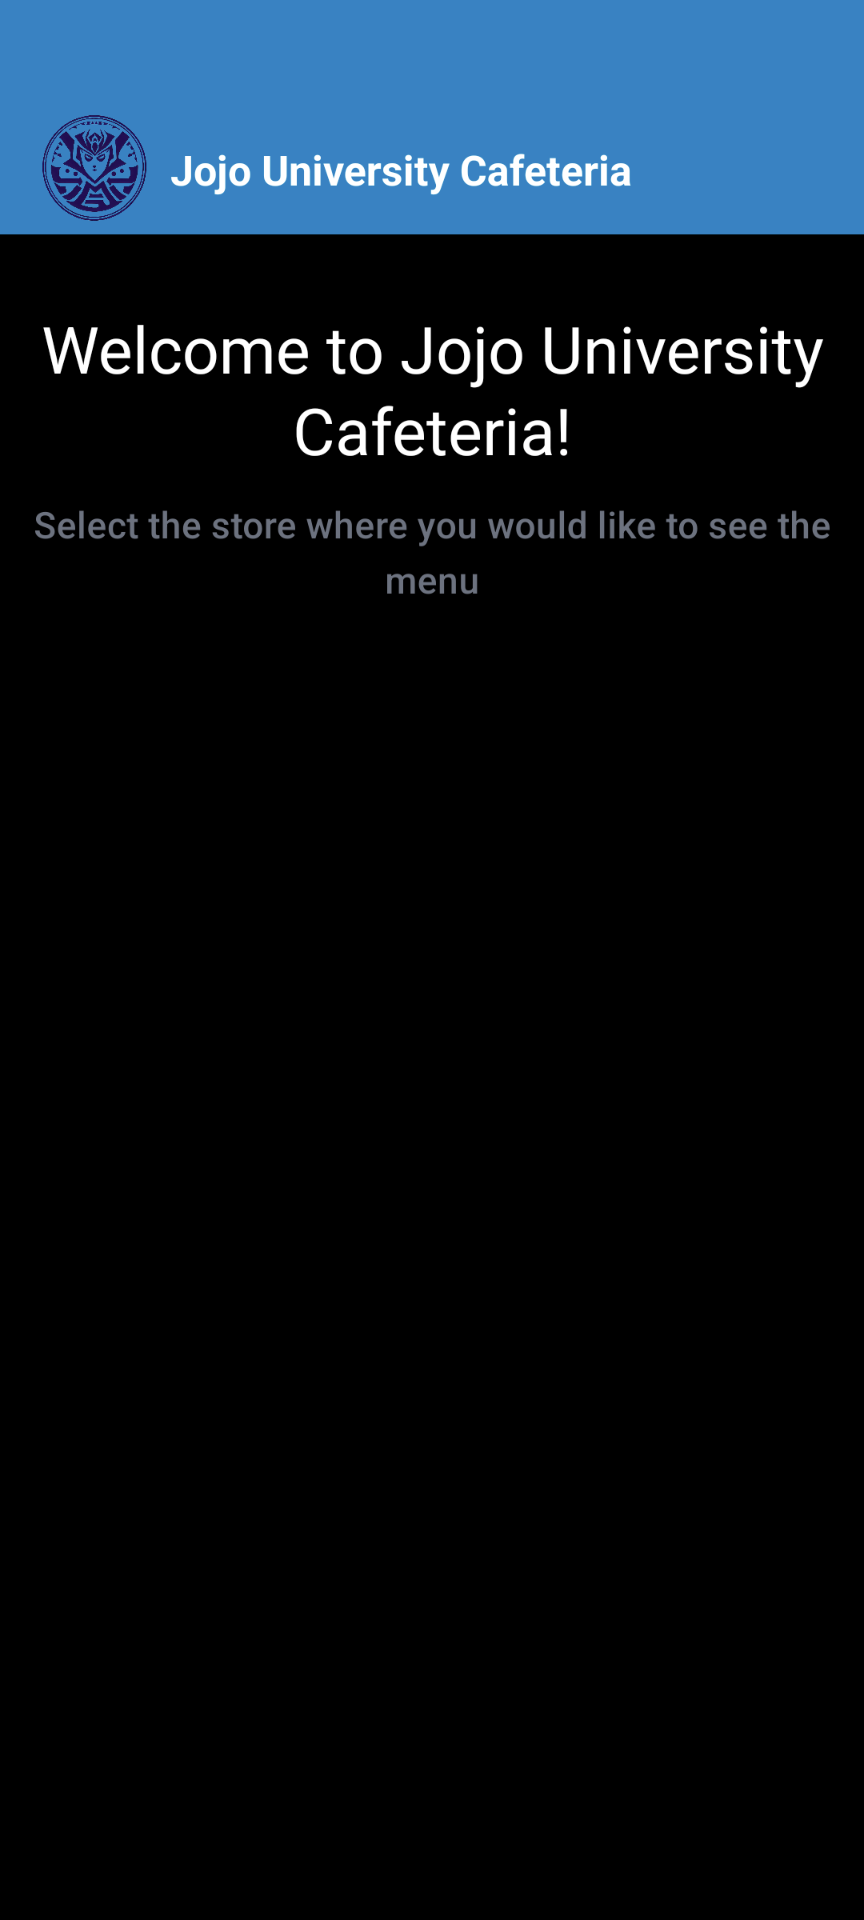 Jojo University Cafeteria
Welcome to Jojo University
Cafeteria!
Select the store where you would like to see the
menu